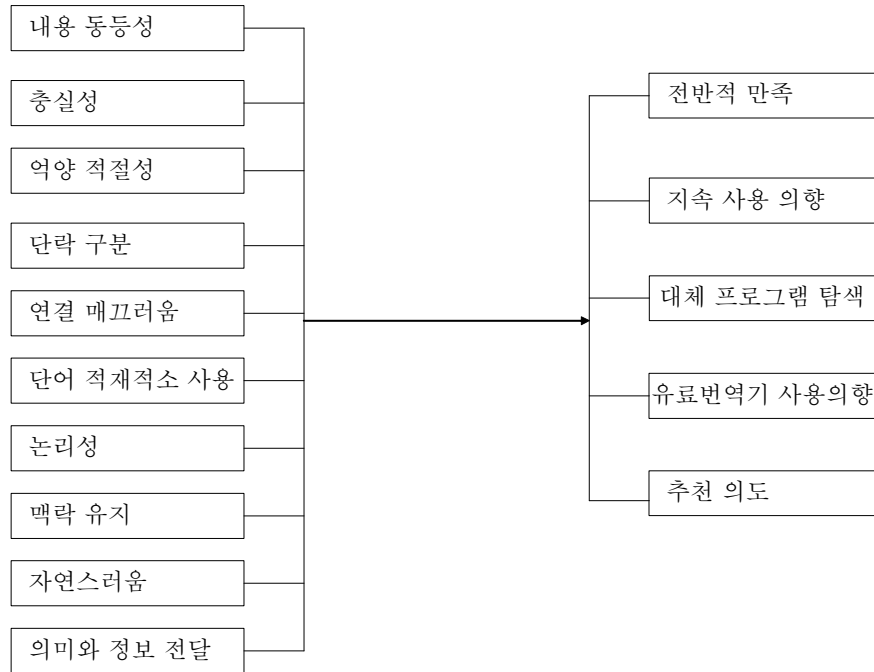 내용 동등성
충실성
억양 적절성
단락 구분
연결 매끄러움
단어 적재적소 사용
논리성
맥락 유지
자연스러움
의미와 정보 전달
전반적 만족
지속 사용 의향
대체 프로그램 탐색
유료번역기 사용의향
추천 의도